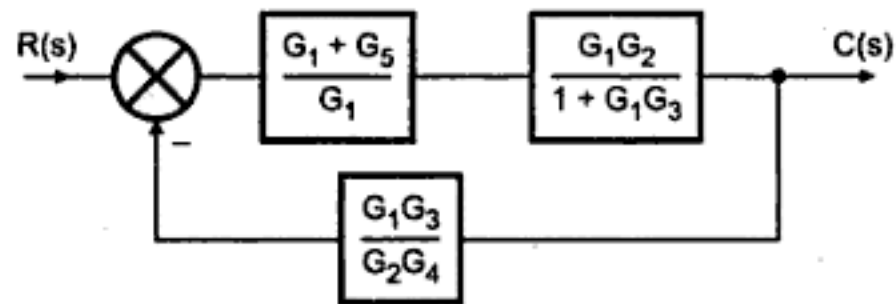 R(s)
G₁ + G₅
G₁
G₁G₂
1 + G₁G₃
C(s)
−
G₁G₃
G₂G₄